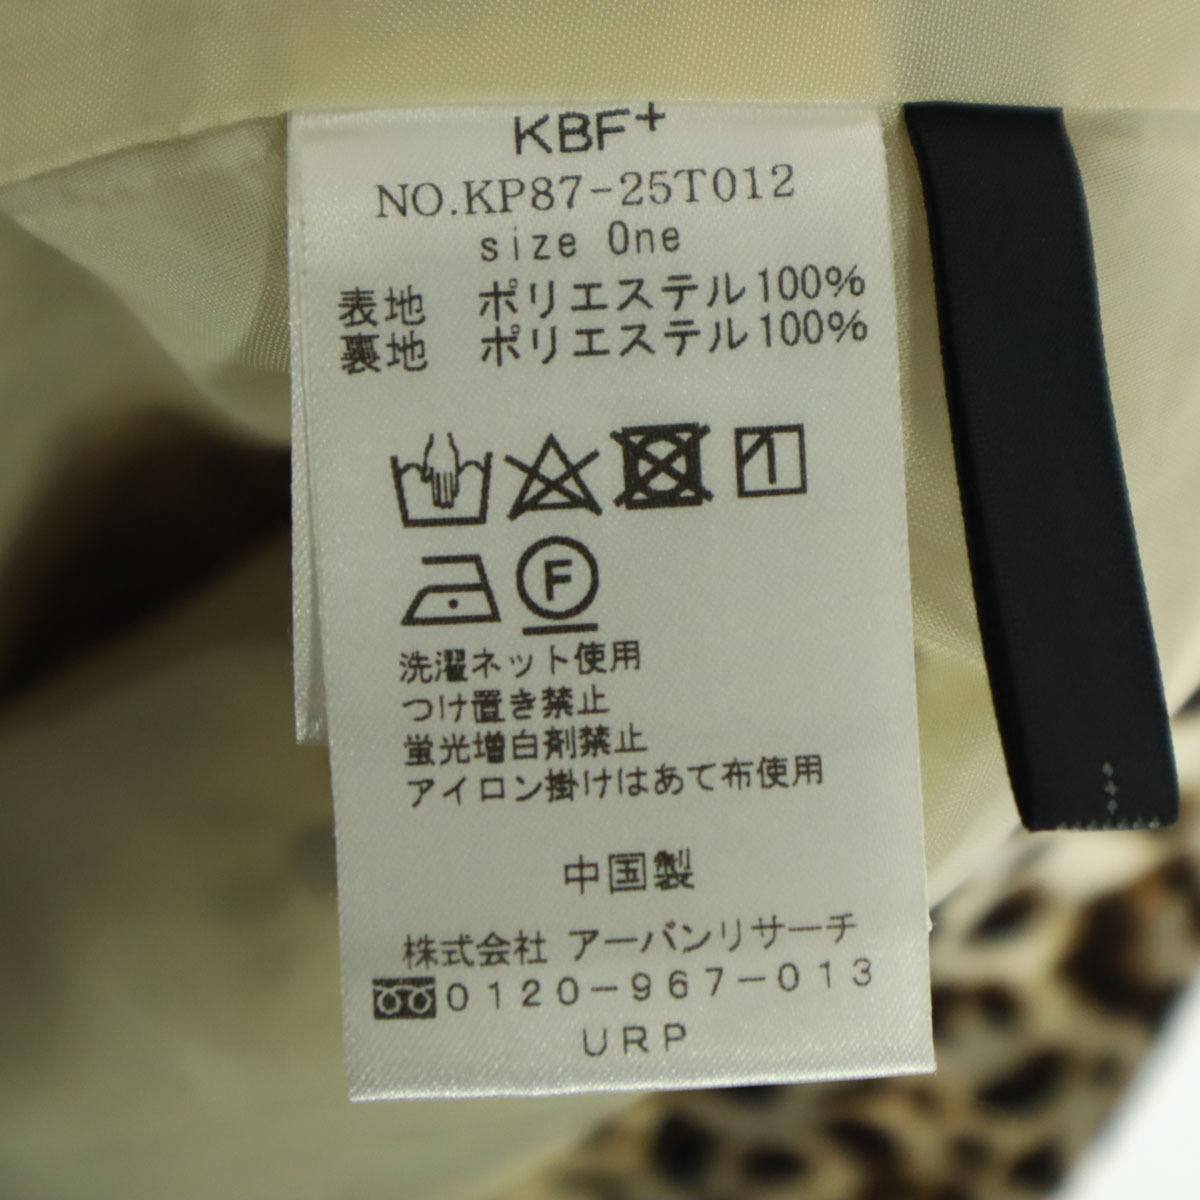 KBF+
NO.KP87-25T012
size One
表地 ポリエステル100%
裏地 ポリエステル100%
F
洗濯ネット使用
つけ置き禁止
蛍光増白剤禁止
アイロン掛けはあて布使用
中国製
株式会社 アーバンリサーチ
0120-967-013
URP